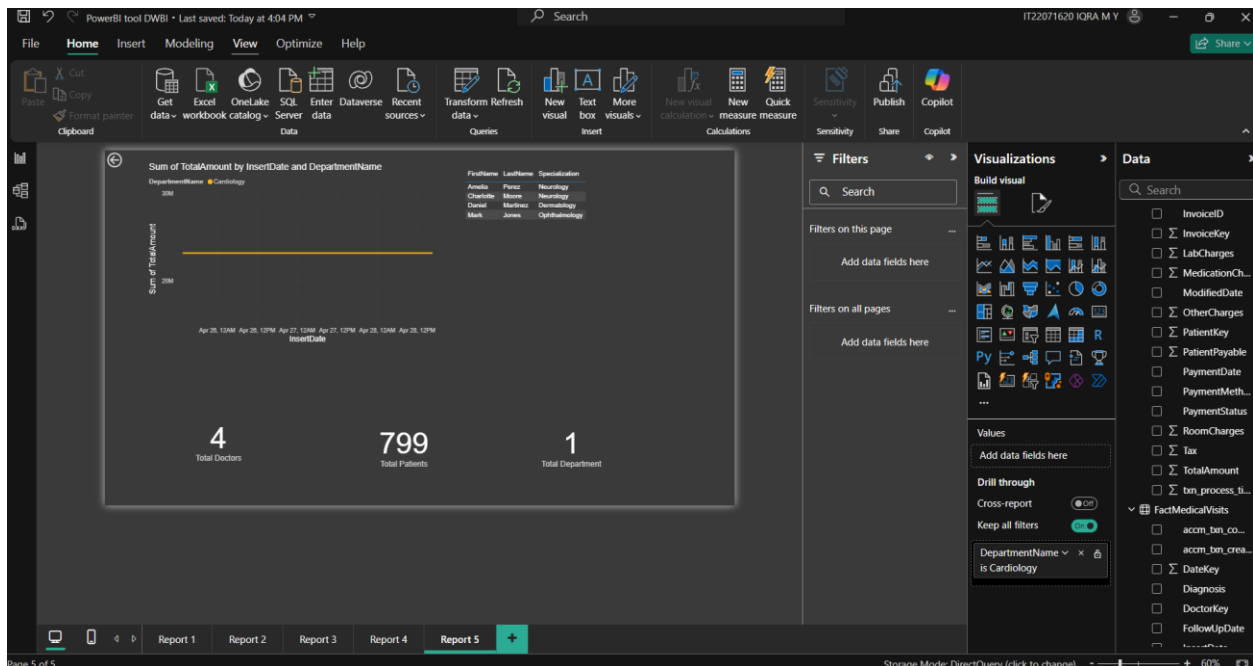 PowerBI tool DWBI • Last saved: Today at 4:04 PM
Search
IT22071620 IQRA M Y
File Home Insert Modeling View Optimize Help
Share
Paste
Cut
Copy
Format painter
Clipboard
Get data
Excel workbook
OneLake catalog
SQL Server
Enter data
Dataverse
Recent sources
Data
Transform data
Refresh
Queries
New visual
Text box
More visuals
Insert
New visual calculation
New measure
Quick measure
Calculations
Sensitivity
Sensitivity
Publish
Share
Copilot
Copilot
Sum of TotalAmount by InsertDate and DepartmentName
DepartmentName Cardiology
30M
20M
Sum of TotalAmount
Apr 26, 12AM Apr 26, 12PM Apr 27, 12AM Apr 27, 12PM Apr 28, 12AM Apr 28, 12PM
InsertDate
FirstName LastName Specialization
Amelia Perez Neurology
Charlotte Moore Neurology
Daniel Martinez Dermatology
Mark Jones Ophthalmology
4
Total Doctors
799
Total Patients
1
Total Department
Filters
Search
Filters on this page ...
Add data fields here
Filters on all pages ...
Add data fields here
Visualizations
Build visual
R
Py
123
...
Values
Add data fields here
Drill through
Cross-report Off
Keep all filters On
DepartmentName
is Cardiology
Data
Search
InvoiceID
InvoiceKey
LabCharges
MedicationCh...
ModifiedDate
OtherCharges
PatientKey
PatientPayable
PaymentDate
PaymentMeth...
PaymentStatus
RoomCharges
Tax
TotalAmount
txn_process_ti...
FactMedicalVisits
accm_txn_co...
accm_txn_crea...
DateKey
Diagnosis
DoctorKey
FollowUpDate
InsertDate
Report 1 Report 2 Report 3 Report 4 Report 5
Page 5 of 5
Storage Mode: DirectQuery (click to change)
60%